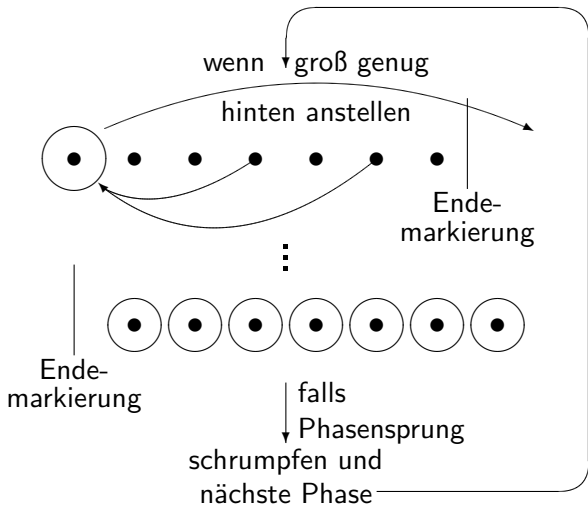 wenn groß genug
hinten anstellen
Ende-
markierung
Ende-
markierung
falls
Phasensprung
schrumpfen und
nächste Phase